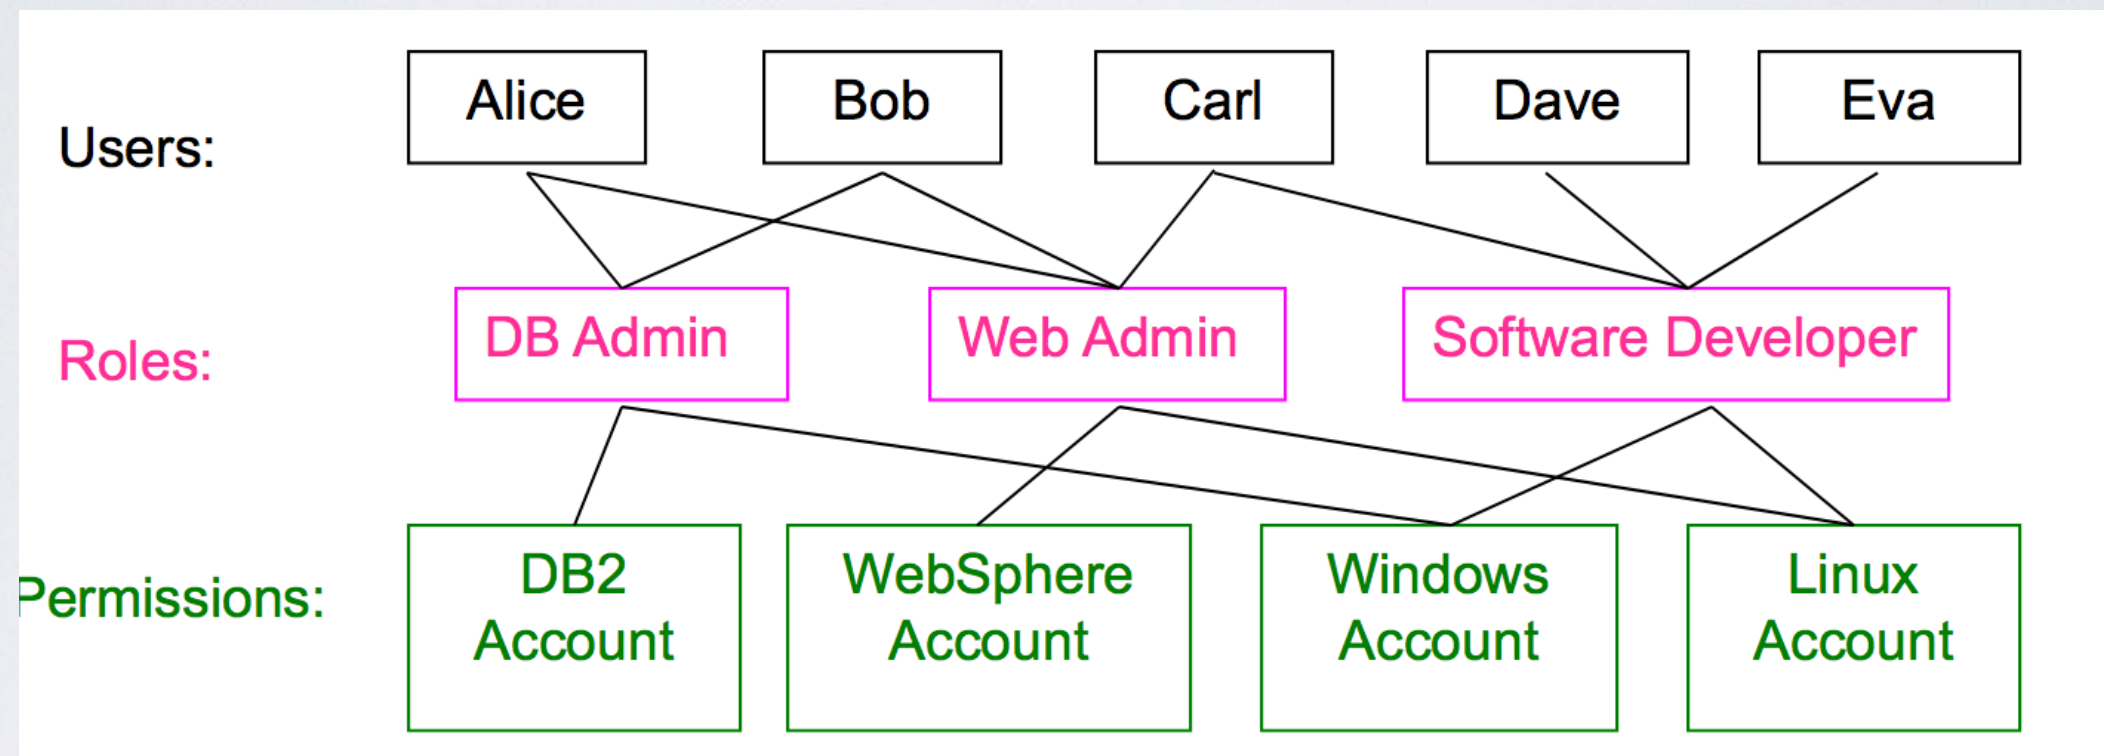 Users:
Alice
Bob
Carl
Dave
Eva
Roles:
DB Admin
Web Admin
Software Developer
Permissions:
DB2
Account
WebSphere
Account
Windows
Account
Linux
Account